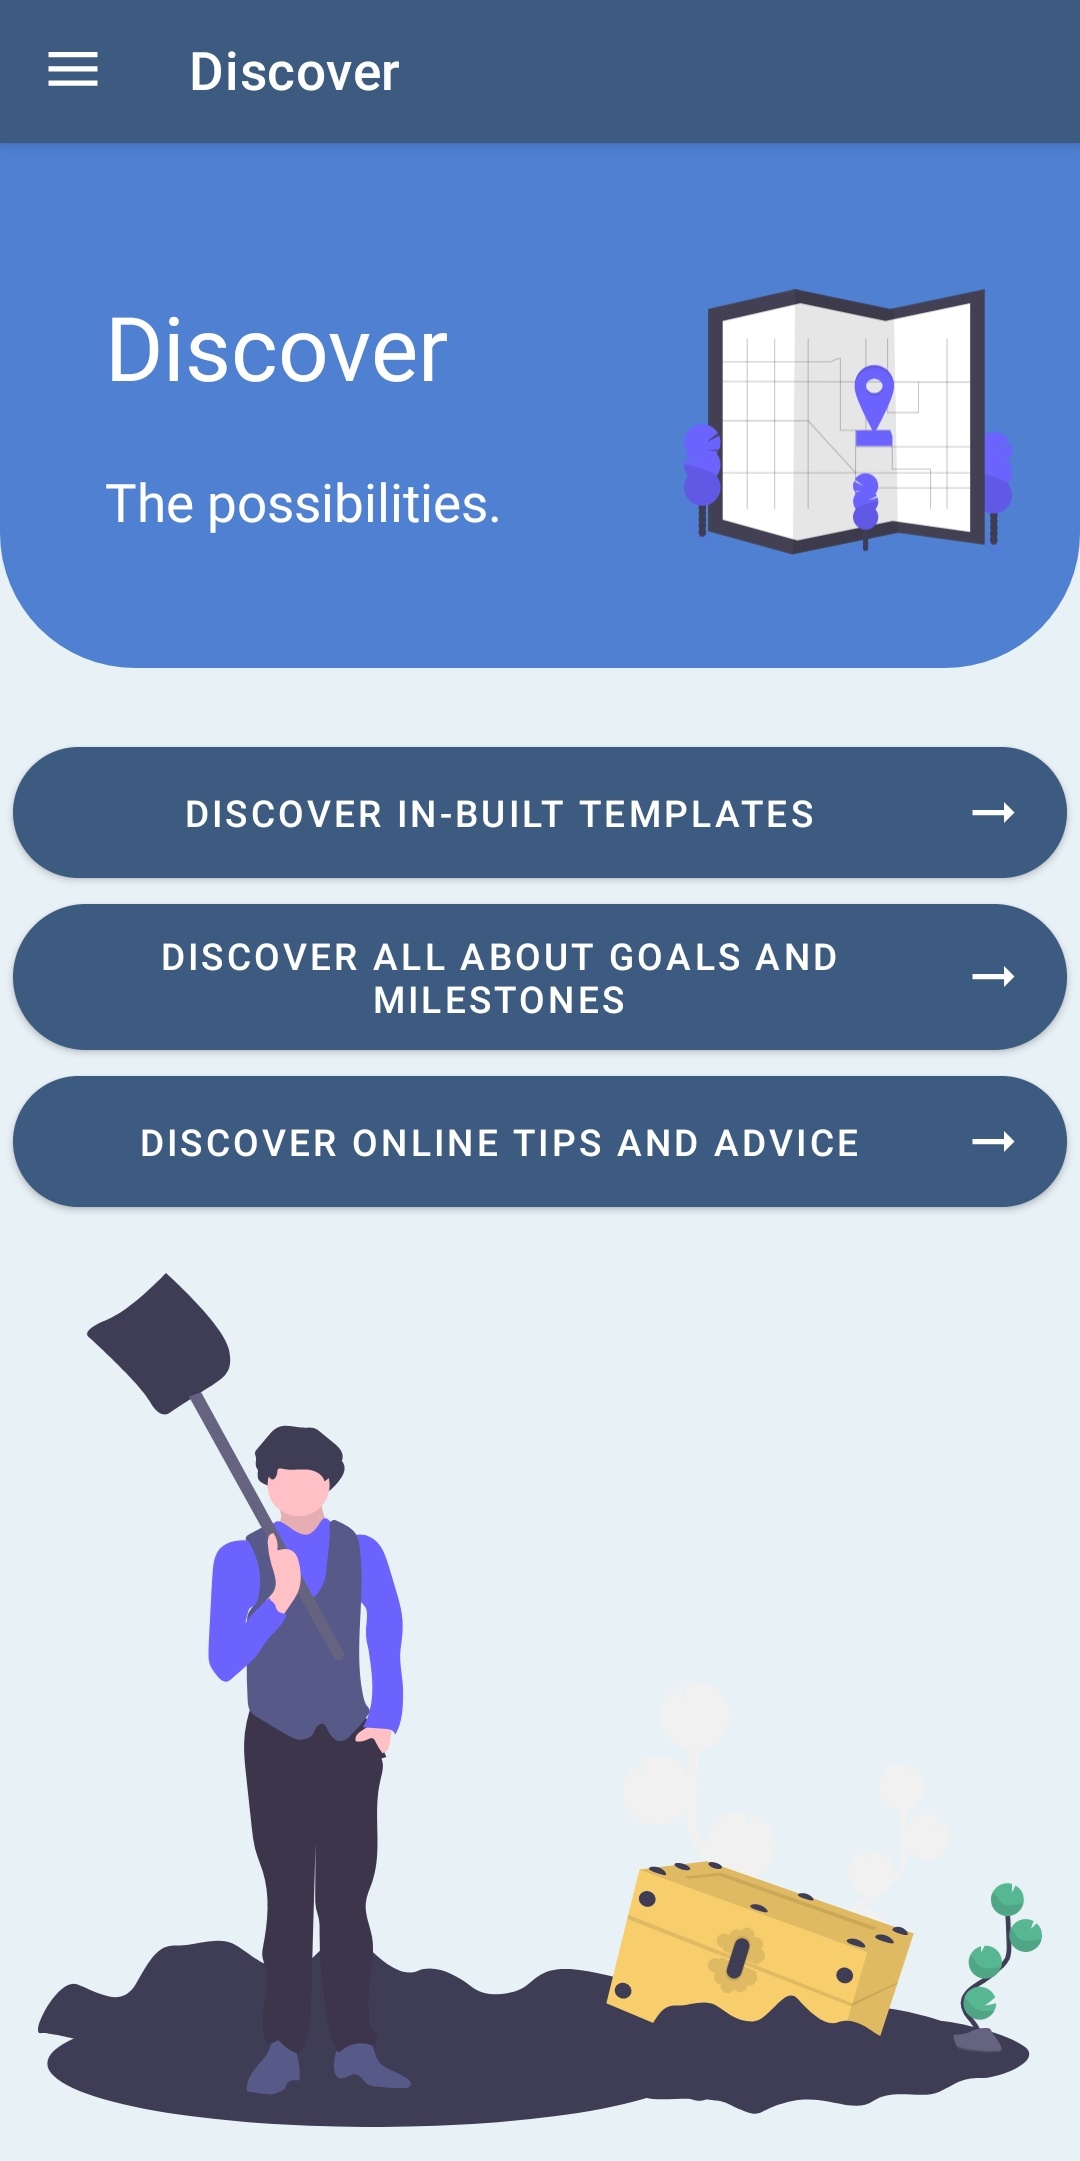 Discover
Discover
The possibilities.
DISCOVER IN-BUILT TEMPLATES
DISCOVER ALL ABOUT GOALS AND
MILESTONES
DISCOVER ONLINE TIPS AND ADVICE